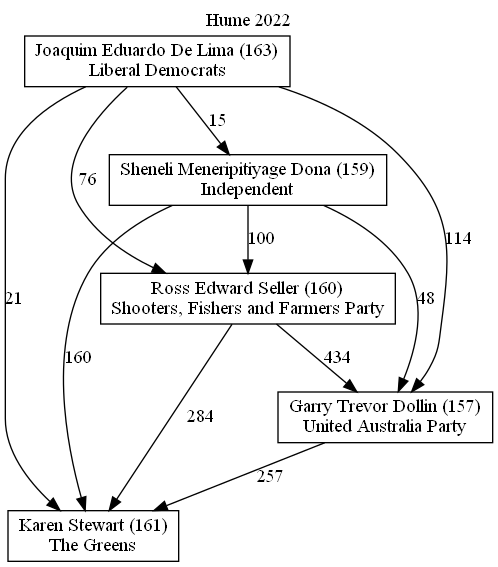 Hume 2022
Joaquim Eduardo De Lima (163)
Liberal Democrats
15
Sheneli Meneripitiyage Dona (159)
Independent
76
100
114
Ross Edward Seller (160)
Shooters, Fishers and Farmers Party
21
48
160
434
284
Garry Trevor Dollin (157)
United Australia Party
257
Karen Stewart (161)
The Greens